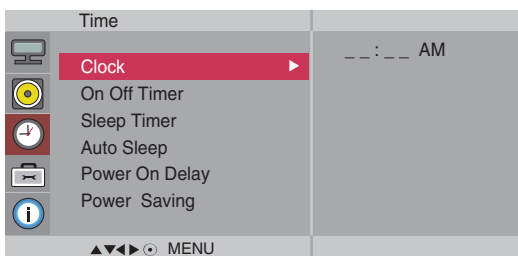 Time
Clock ▶
_ _ : _ _ AM
On Off Timer
Sleep Timer
Auto Sleep
Power On Delay
Power Saving
▲▼◀▶⊙ MENU